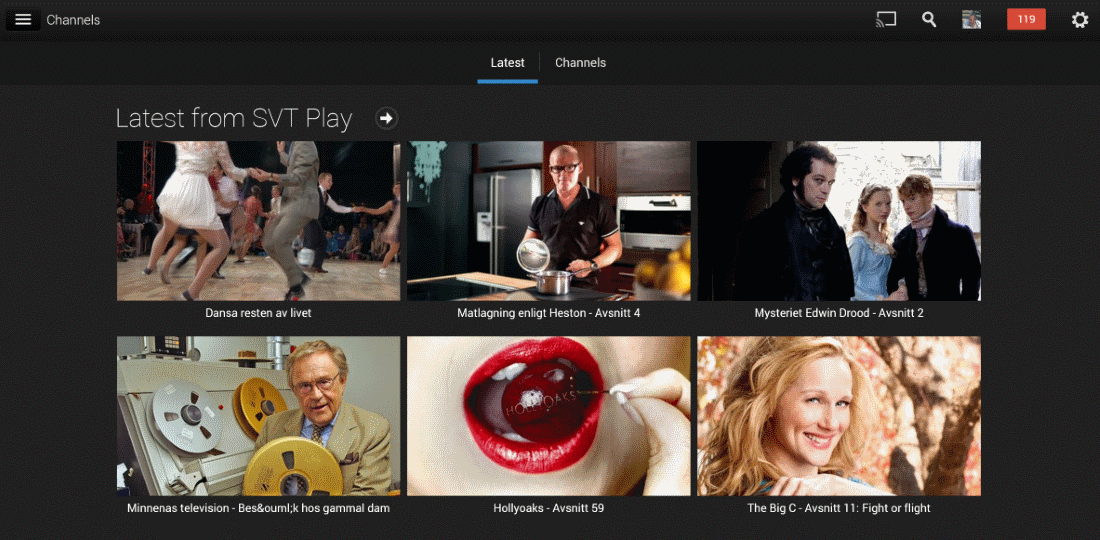 Channels
119
Latest
Channels
Latest from SVT Play
Dansa resten av livet
Matlagning enligt Heston - Avsnitt 4
Mysteriet Edwin Drood - Avsnitt 2
HOLLYOAKS
Minnenas television - Bes&ouml;k hos gammal dam
Hollyoaks - Avsnitt 59
The Big C - Avsnitt 11: Fight or flight